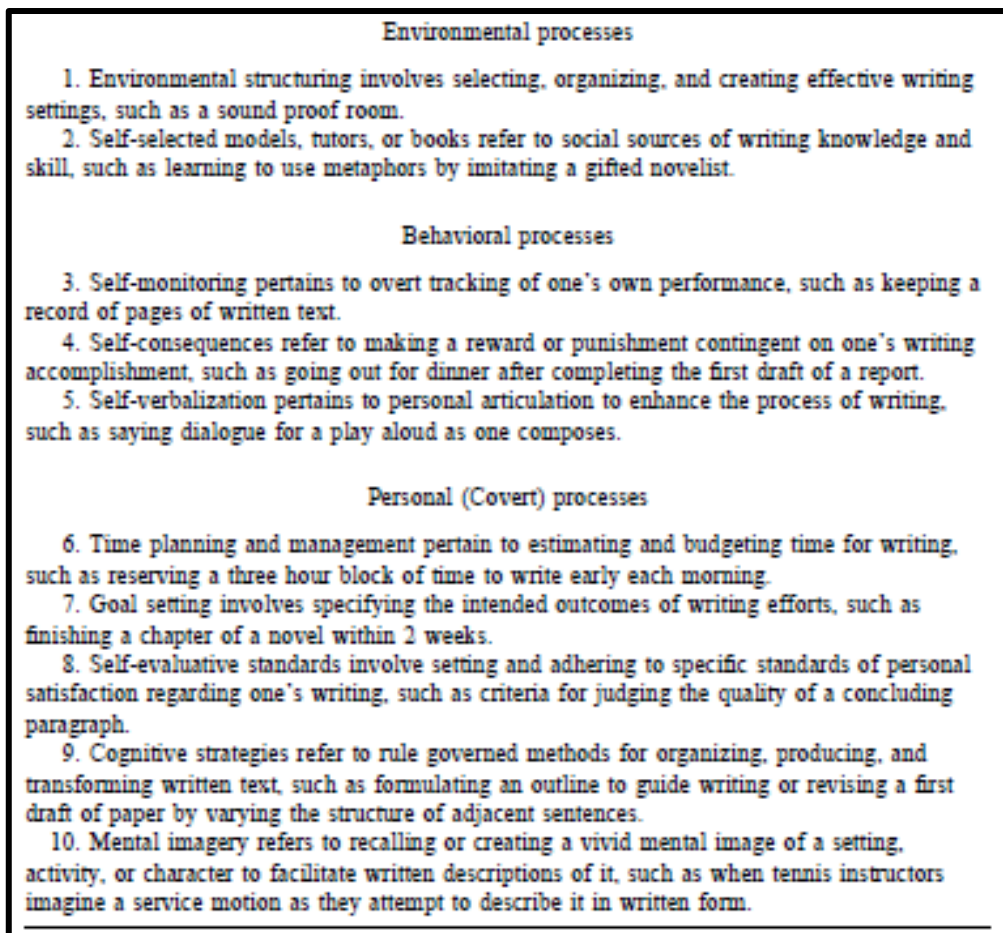 Environmental processes
1. Environmental structuring involves selecting, organizing, and creating effective writing
settings, such as a sound proof room.
2. Self-selected models, tutors, or books refer to social sources of writing knowledge and
skill, such as learning to use metaphors by imitating a gifted novelist.
Behavioral processes
3. Self-monitoring pertains to overt tracking of one's own performance, such as keeping a
record of pages of written text.
4. Self-consequences refer to making a reward or punishment contingent on one's writing
accomplishment, such as going out for dinner after completing the first draft of a report.
5. Self-verbalization pertains to personal articulation to enhance the process of writing,
such as saying dialogue for a play aloud as one composes.
Personal (Covert) processes
6. Time planning and management pertain to estimating and budgeting time for writing,
such as reserving a three hour block of time to write early each morning.
7. Goal setting involves specifying the intended outcomes of writing efforts, such as
finishing a chapter of a novel within 2 weeks.
8. Self-evaluative standards involve setting and adhering to specific standards of personal
satisfaction regarding one's writing, such as criteria for judging the quality of a concluding
paragraph.
9. Cognitive strategies refer to rule governed methods for organizing, producing, and
transforming written text, such as formulating an outline to guide writing or revising a first
draft of paper by varying the structure of adjacent sentences.
10. Mental imagery refers to recalling or creating a vivid mental image of a setting,
activity, or character to facilitate written descriptions of it, such as when tennis instructors
imagine a service motion as they attempt to describe it in written form.